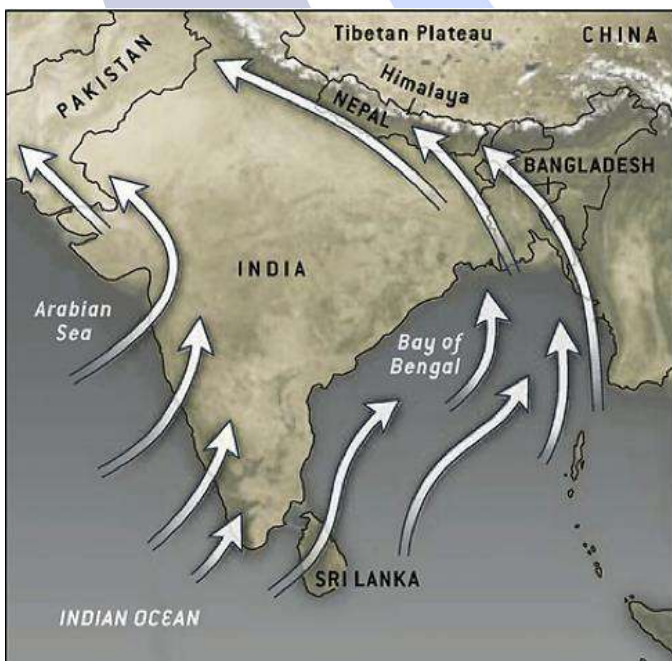 Tibetan Plateau
CHINA
PAKISTAN
Himalaya
NEPAL
BANGLADESH
INDIA
Arabian
Sea
Bay of
Bengal
SRI LANKA
INDIAN OCEAN